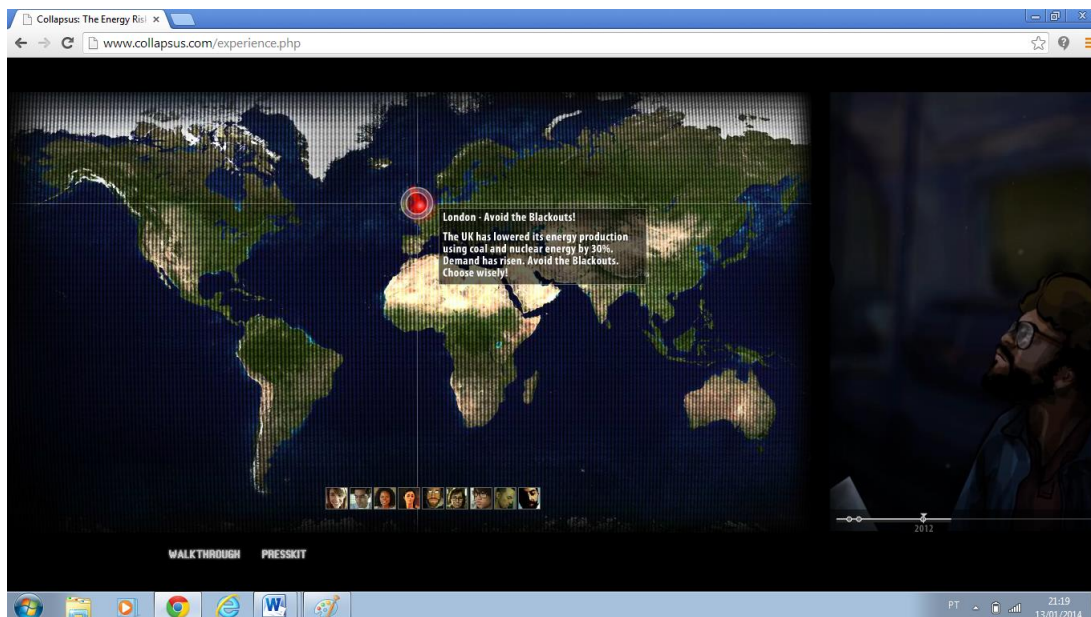 Collapsus: The Energy Risi
www.collapsus.com/experience.php
London - Avoid the Blackouts!
The UK has lowered its energy production
using coal and nuclear energy by 30%.
Demand has risen. Avoid the Blackouts.
Choose wisely!
2012
WALKTHROUGH PRESSKIT
PT
21:19
13/01/2014